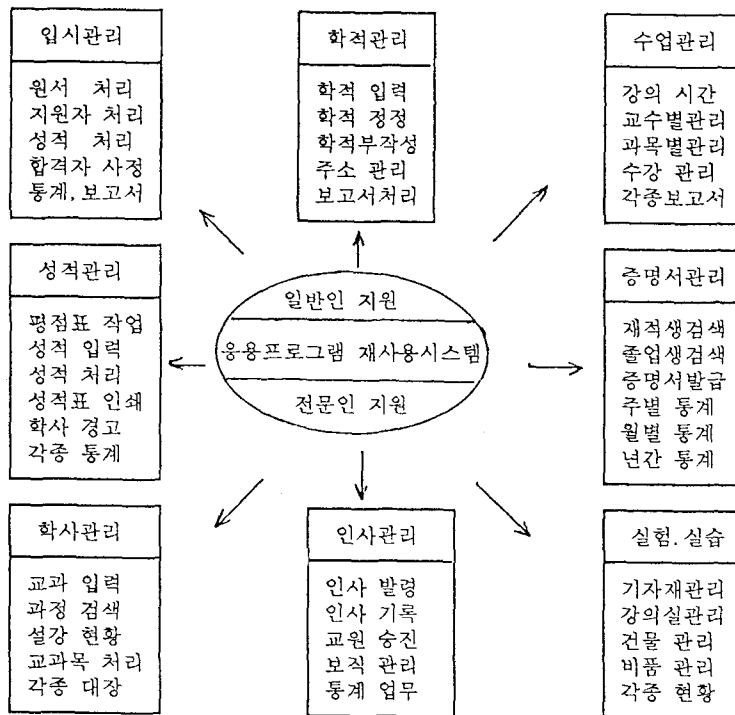 입시관리
원서 처리
지원자 처리
성적 처리
합격자 사정
통계, 보고서
학적관리
학적 입력
학적 정정
학적부작성
주소 관리
보고서처리
수업관리
강의 시간
교수별관리
과목별관리
수강 관리
각종보고서
성적관리
평점표 작업
성적 입력
성적 처리
성적표 인쇄
학사 경고
각종 통계
일반인 지원
응용프로그램 재사용시스템
전문인 지원
증명서관리
재적생검색
졸업생검색
증명서발급
주별 통계
월별 통계
년간 통계
학사관리
교과 입력
과정 검색
설강 현황
교과목 처리
각종 대장
인사관리
인사 발령
인사 기록
교원 승진
보직 관리
통계 업무
실험.실습
기자재관리
강의실관리
건물 관리
비품 관리
각종 현황